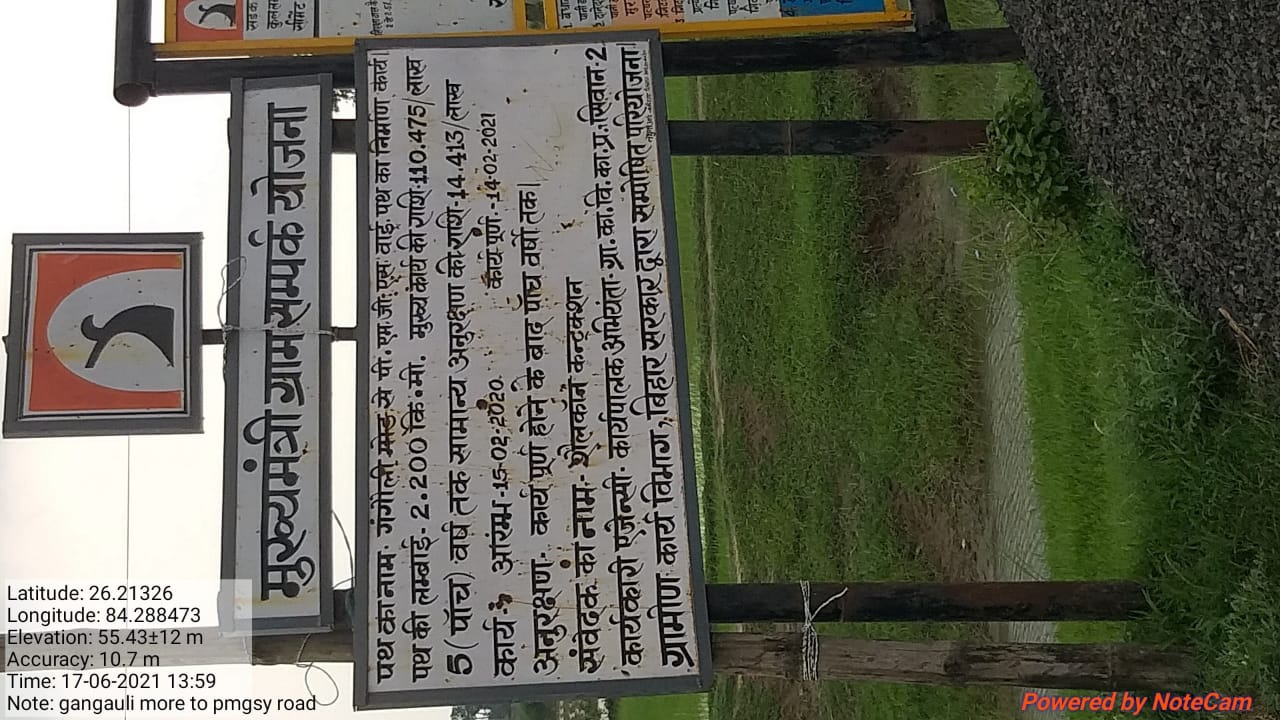 मुख्यमंत्री ग्राम सम्पर्क योजना
पथ का नाम- गंगौली मोड़ से पी.एम.जी.एस.वाई. पथ का निर्माण कार्य।
पथ की लम्बाई- 2.200 कि.मी. मुख्य कार्य की राशि-110.475/लाख
5(पाँच) वर्ष तक सामान्य अनुरक्षण की राशि-14.413/लाख
कार्य- आरंम्भ-15-02-2020. कार्य पूर्ण-14-02-2021
अनुरक्षण- कार्य पूर्ण होने के बाद पाँच वर्षो तक।
संवेदक का नाम- शैलकॉन कन्ट्रक्शन
कार्यकारी एजेन्सी- कार्यपालक अभियंता- ग्रा.का.वि.का.प्र.सिवान-2
ग्रामीण कार्य विभाग, बिहार सरकार द्वारा सम्पोषित परियोजना
Latitude: 26.21326
Longitude: 84.288473
Elevation: 55.43±12 m
Accuracy: 10.7 m
Time: 17-06-2021 13:59
Note: gangauli more to pmgsy road
Powered by NoteCam